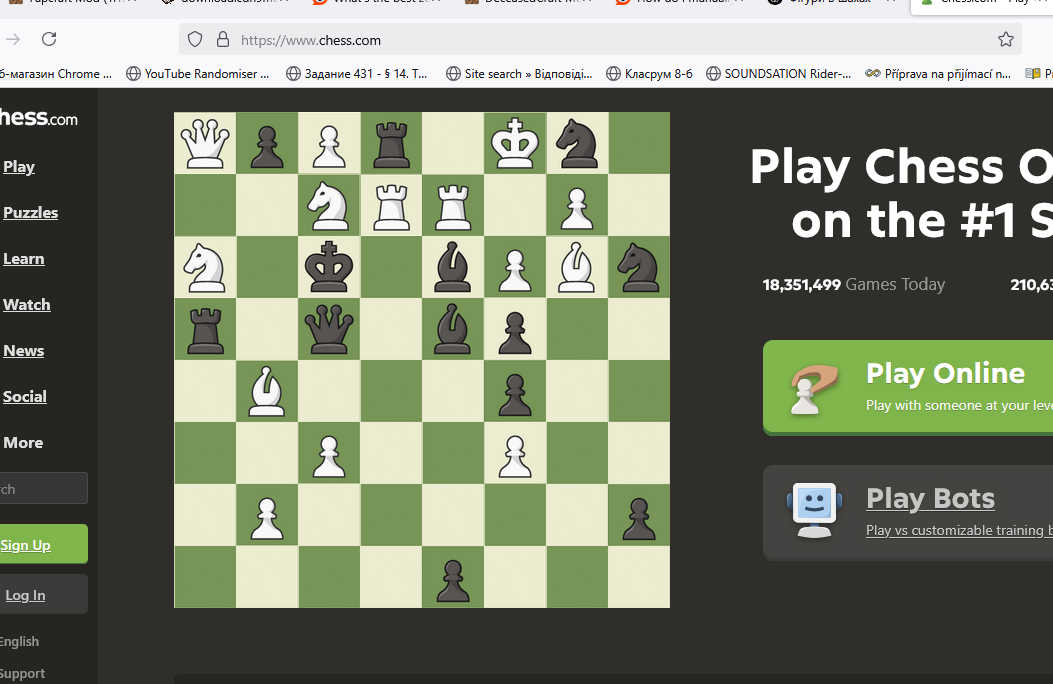 https://www.chess.com
б-магазин Chrome ...
YouTube Randomiser ...
Задание 431 - § 14. Т...
Site search » Відповіді...
Класрум 8-б
SOUNDSATION Rider-...
Příprava na přijímací n...
hess.com
Play
Puzzles
Learn
Watch
News
Social
More
rch
Sign Up
Log In
English
Support
Play Chess O
on the #1 S
18,351,499 Games Today
210,63
Play Online
Play with someone at your leve
Play Bots
Play vs customizable training b